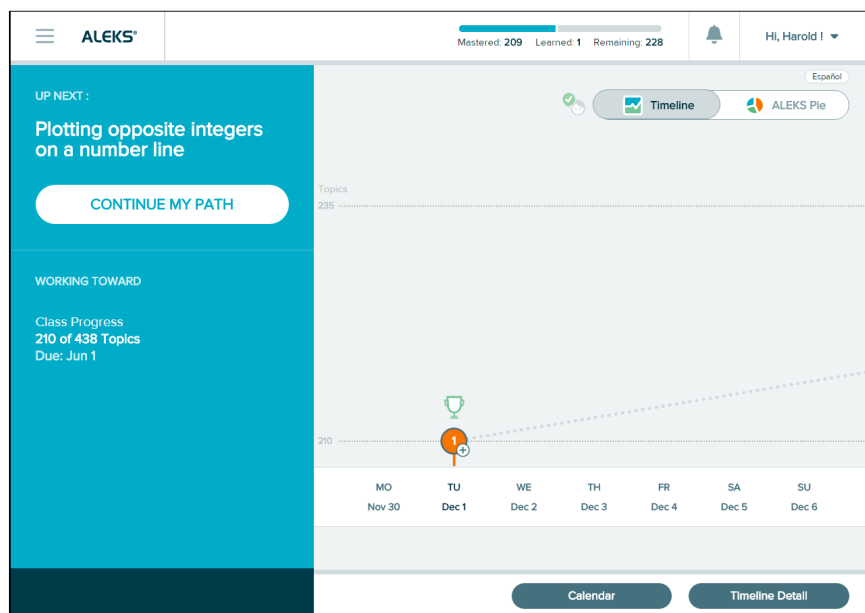 ALEKS®
Mastered: 209 Learned: 1 Remaining: 228
Hi, Harold !
UP NEXT :
Plotting opposite integers
on a number line
CONTINUE MY PATH
WORKING TOWARD
Class Progress
210 of 438 Topics
Due: Jun 1
Español
Timeline
ALEKS Pie
Topics
235
210
1
MO TU WE TH FR SA SU
Nov 30 Dec 1 Dec 2 Dec 3 Dec 4 Dec 5 Dec 6
Calendar
Timeline Detail